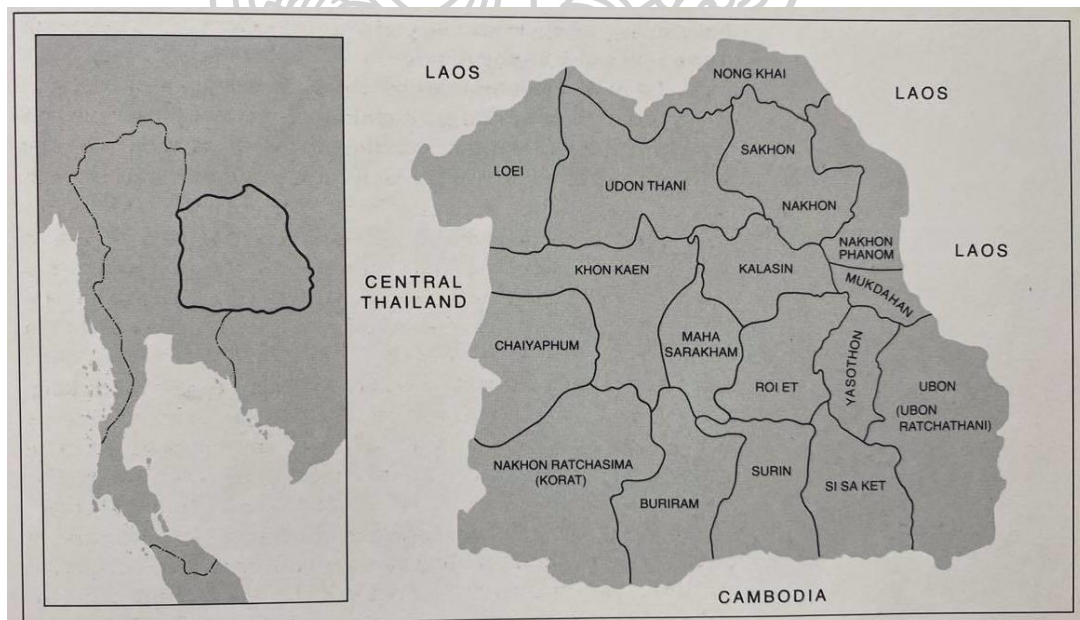 LAOS
NONG KHAI
LAOS
LOEI
UDON THANI
SAKHON
NAKHON
NAKHON
PHANOM
LAOS
CENTRAL
THAILAND
KHON KAEN
KALASIN
MUKDAHAN
CHAIYAPHUM
MAHA
SARAKHAM
ROI ET
YASOTHON
UBON
(UBON
RATCHATHANI)
NAKHON RATCHASIMA
(KORAT)
BURIRAM
SURIN
SI SA KET
CAMBODIA